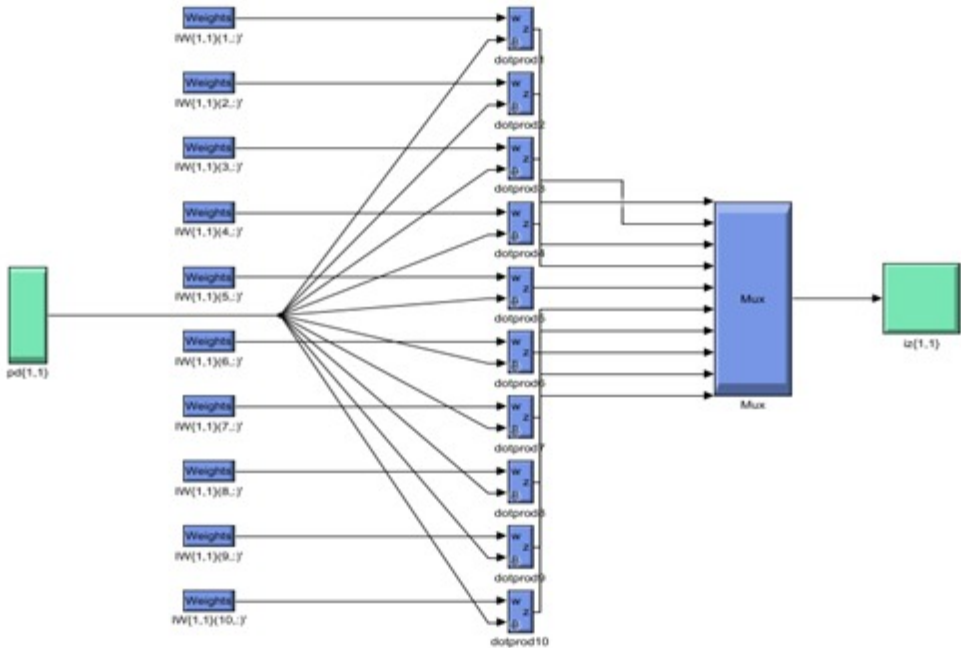 Weights
IW{1,1}(1,:)'
w
z
p
dotprod1
Weights
IW{1,1}(2,:)'
w
z
p
dotprod2
Weights
IW{1,1}(3,:)'
w
z
p
dotprod3
Weights
IW{1,1}(4,:)'
w
z
p
dotprod4
Weights
IW{1,1}(5,:)'
w
z
p
dotprod5
Weights
IW{1,1}(6,:)'
w
z
p
dotprod6
Weights
IW{1,1}(7,:)'
w
z
p
dotprod7
Weights
IW{1,1}(8,:)'
w
z
p
dotprod8
Weights
IW{1,1}(9,:)'
w
z
p
dotprod9
Weights
IW{1,1}(10,:)'
w
z
p
dotprod10
pd{1,1}
Mux
Mux
iz{1,1}